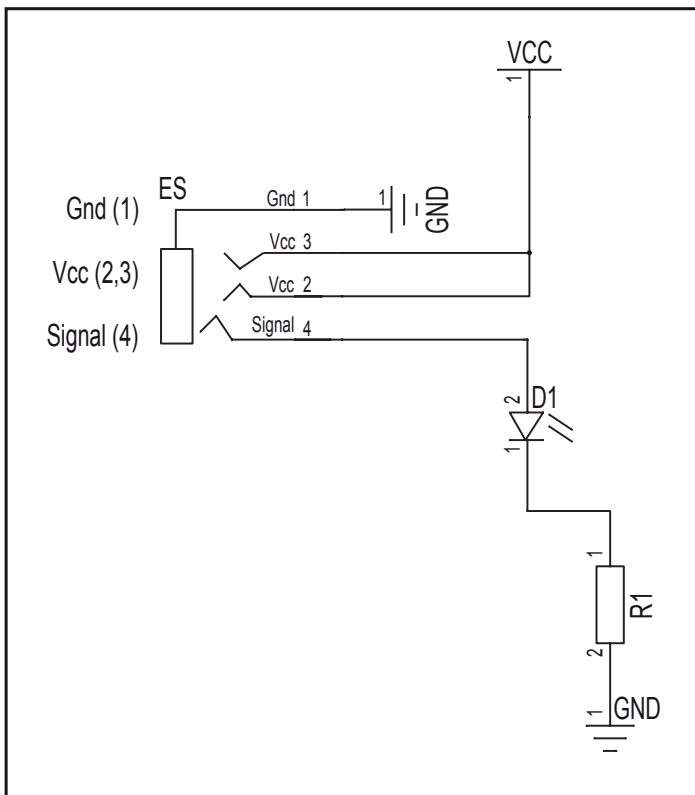 VCC
1
ES
Gnd (1)
Gnd 1
1
GND
Vcc 3
Vcc (2,3)
Vcc 2
Signal (4)
Signal 4
2
D1
1
1
R1
2
1
GND